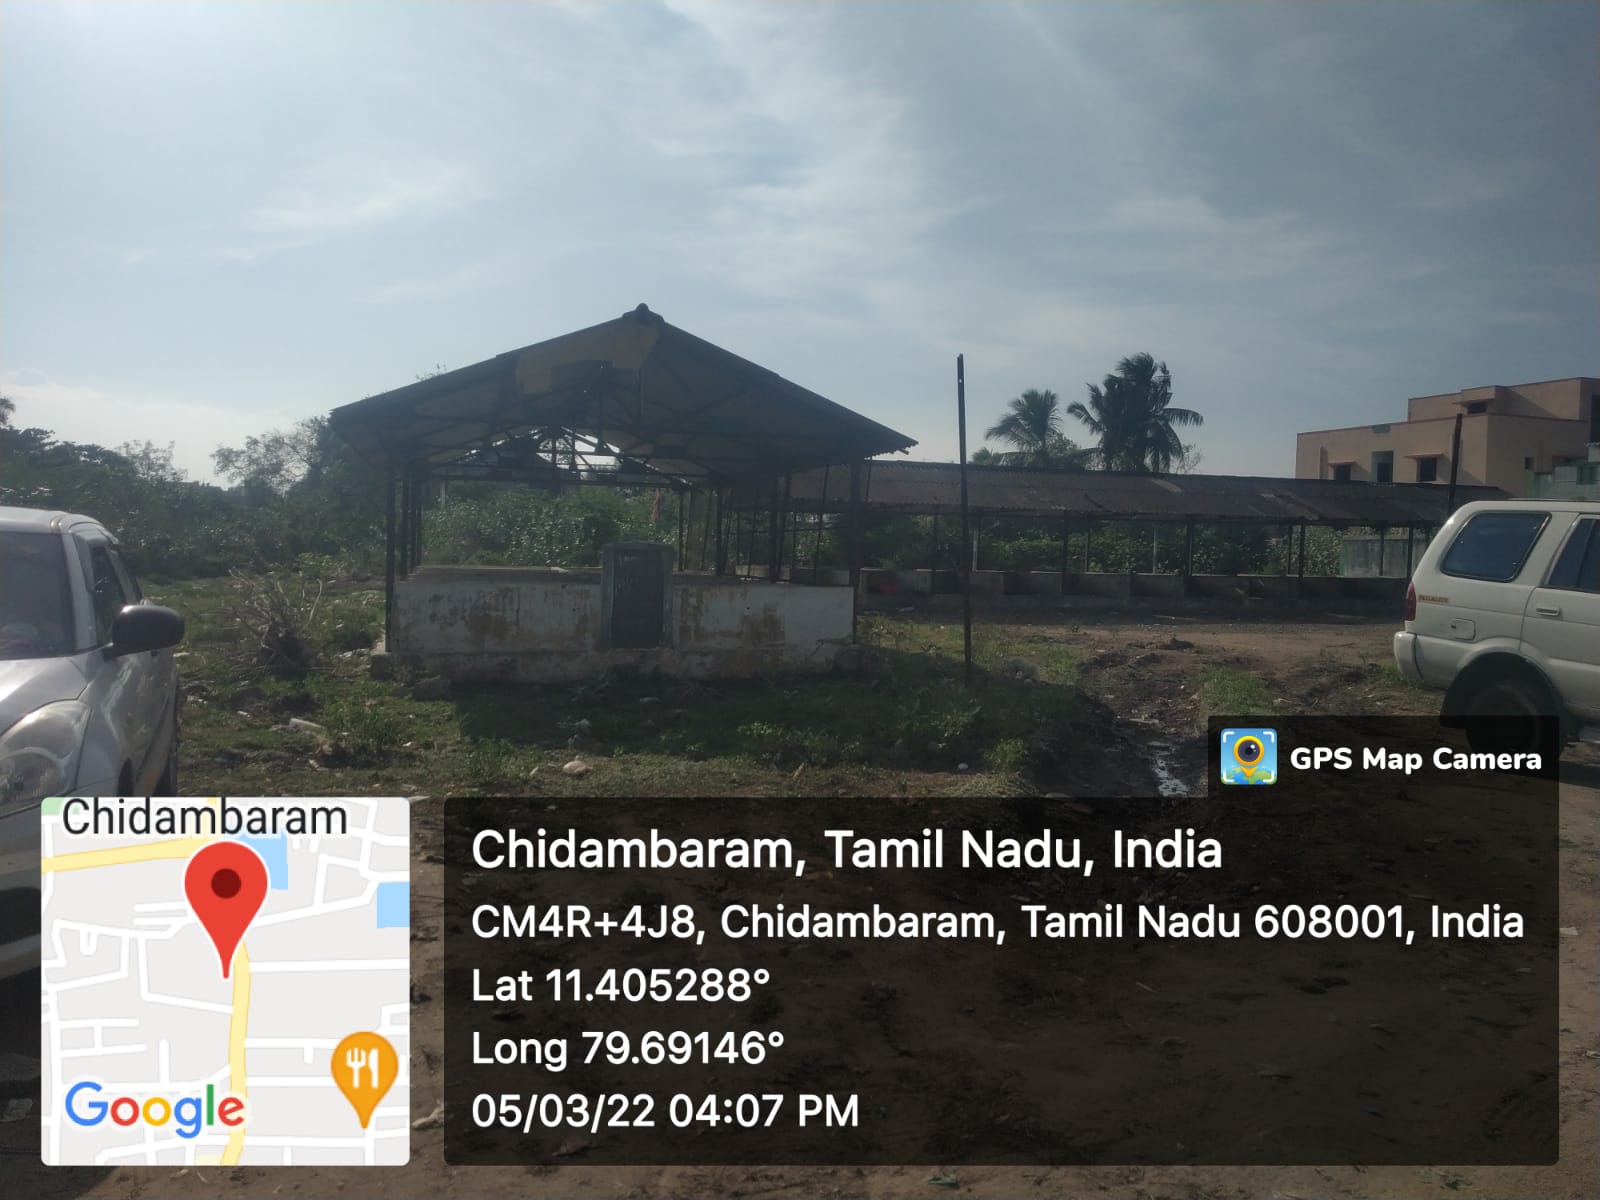 GPS Map Camera
Chidambaram
Google
Chidambaram, Tamil Nadu, India
CM4R+4J8, Chidambaram, Tamil Nadu 608001, India
Lat 11.405288°
Long 79.69146°
05/03/22 04:07 PM